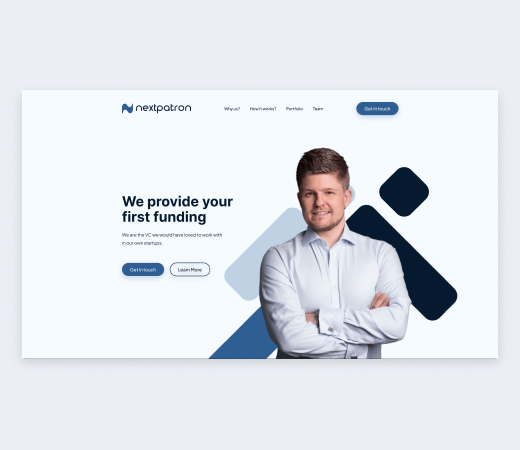 nextpatron
Why us? How it works? Portfolio Team Get in touch
We provide your
first funding
We are the VC we would have loved to work with
in our own startups.
Get in touch Learn More